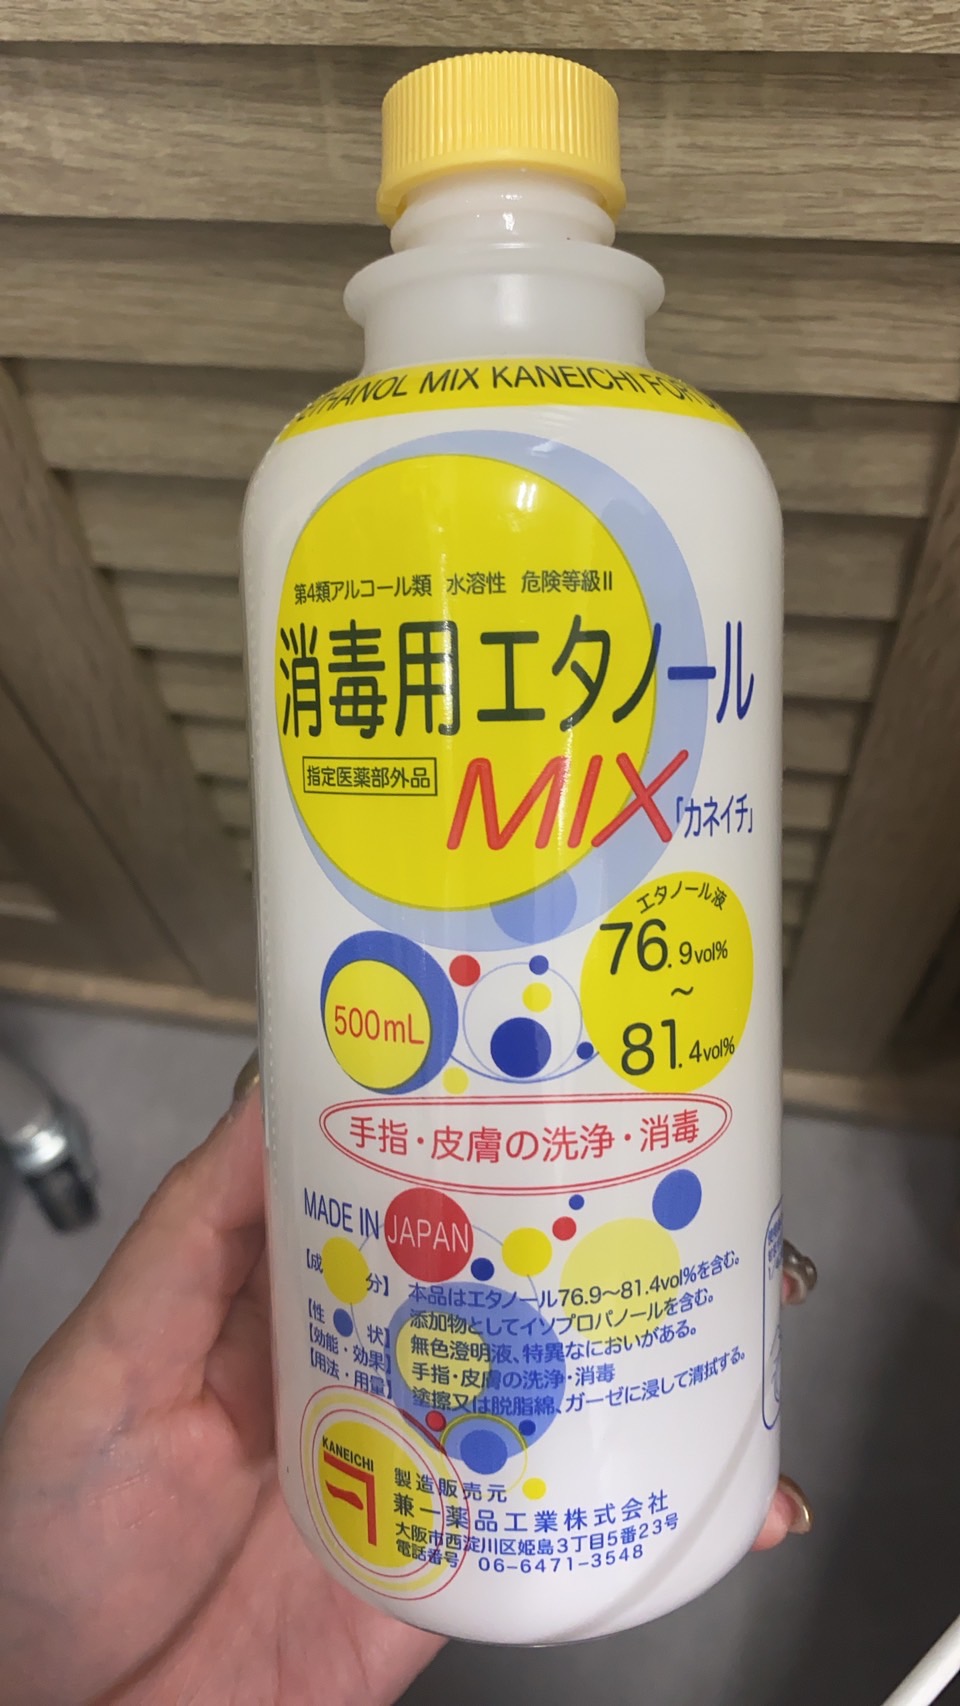 ETHANOL MIX KANEICHI FOR
第4類アルコール類 水溶性 危険等級II
消毒用エタノール
指定医薬部外品
MIX「カネイチ」
エタノール液
76.9vol%
~
81.4vol%
500mL
手指・皮膚の洗浄・消毒
MADE IN JAPAN
【成 分】 本品はエタノール76.9~81.4vol%を含む。
添加物としてイソプロパノールを含む。
【性 状】 無色澄明液、特異なにおいがある。
【効能・効果】 手指・皮膚の洗浄・消毒
【用法・用量】 塗擦又は脱脂綿、ガーゼに浸して清拭する。
KANEICHI
製造販売元
兼一薬品工業株式会社
大阪市西淀川区姫島3丁目5番23号
電話番号 06-6471-3548